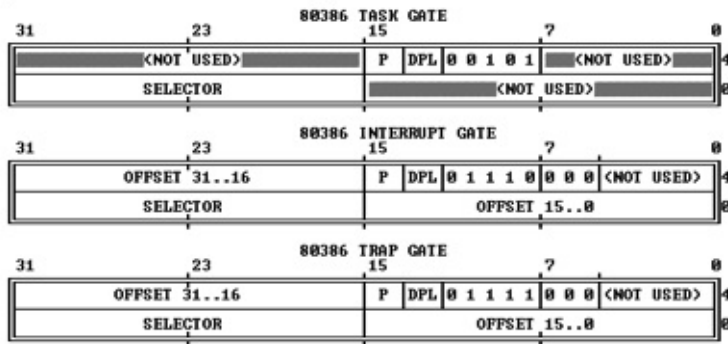 80386 TASK GATE
31 23 15 7 0
(NOT USED) P DPL 0 0 1 0 1 (NOT USED) 4
SELECTOR (NOT USED) 0
80386 INTERRUPT GATE
31 23 15 7 0
OFFSET 31..16 P DPL 0 1 1 1 0 0 0 0 (NOT USED) 4
SELECTOR OFFSET 15..0 0
80386 TRAP GATE
31 23 15 7 0
OFFSET 31..16 P DPL 0 1 1 1 1 0 0 0 (NOT USED) 4
SELECTOR OFFSET 15..0 0